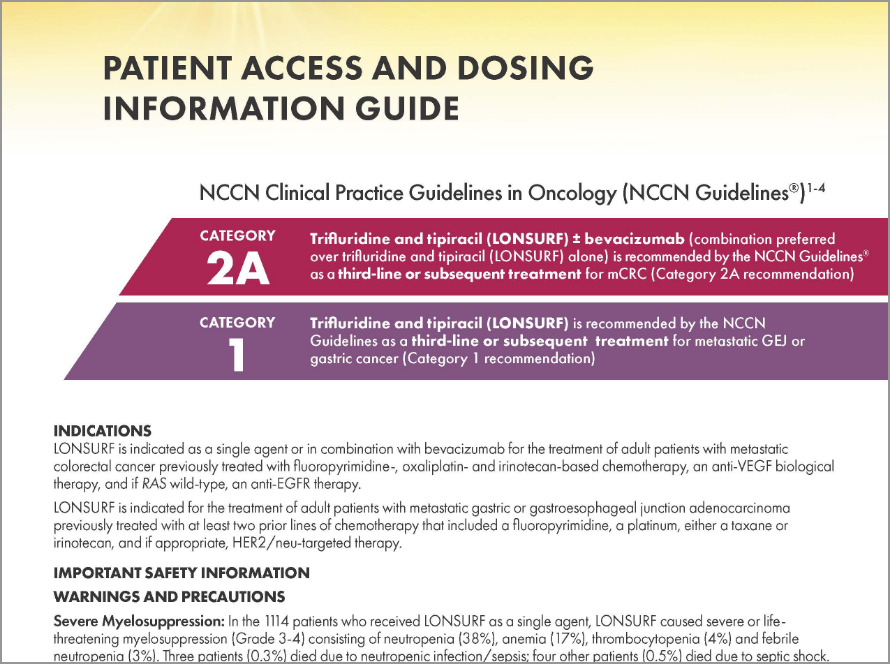 PATIENT ACCESS AND DOSING
INFORMATION GUIDE
NCCN Clinical Practice Guidelines in Oncology (NCCN Guidelines®)1-4
CATEGORY
2A
Trifluridine and tipiracil (LONSURF) ± bevacizumab (combination preferred
over trifluridine and tipiracil (LONSURF) alone) is recommended by the NCCN Guidelines®
as a third-line or subsequent treatment for mCRC (Category 2A recommendation)
CATEGORY
1
Trifluridine and tipiracil (LONSURF) is recommended by the NCCN
Guidelines as a third-line or subsequent treatment for metastatic GEJ or
gastric cancer (Category 1 recommendation)
INDICATIONS
LONSURF is indicated as a single agent or in combination with bevacizumab for the treatment of adult patients with metastatic
colorectal cancer previously treated with fluoropyrimidine-, oxaliplatin- and irinotecan-based chemotherapy, an anti-VEGF biological
therapy, and if RAS wild-type, an anti-EGFR therapy.
LONSURF is indicated for the treatment of adult patients with metastatic gastric or gastroesophageal junction adenocarcinoma
previously treated with at least two prior lines of chemotherapy that included a fluoropyrimidine, a platinum, either a taxane or
irinotecan, and if appropriate, HER2/neu-targeted therapy.
IMPORTANT SAFETY INFORMATION
WARNINGS AND PRECAUTIONS
Severe Myelosuppression: In the 1114 patients who received LONSURF as a single agent, LONSURF caused severe or life-
threatening myelosuppression (Grade 3-4) consisting of neutropenia (38%), anemia (17%), thrombocytopenia (4%) and febrile
neutropenia (3%). Three patients (0.3%) died due to neutropenic infection/sepsis; four other patients (0.5%) died due to septic shock.